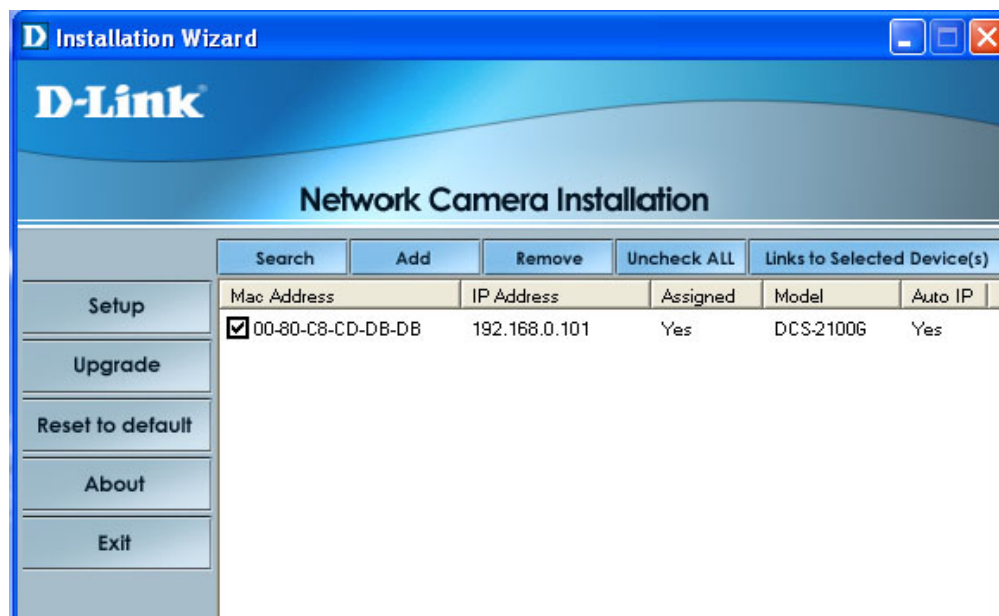 D Installation Wizard
D-Link
Network Camera Installation
Search Add Remove Uncheck ALL Links to Selected Device(s)
Setup
Upgrade
Reset to default
About
Exit
Mac Address IP Address Assigned Model Auto IP
00-80-C8-CD-DB-DB 192.168.0.101 Yes DCS-2100G Yes